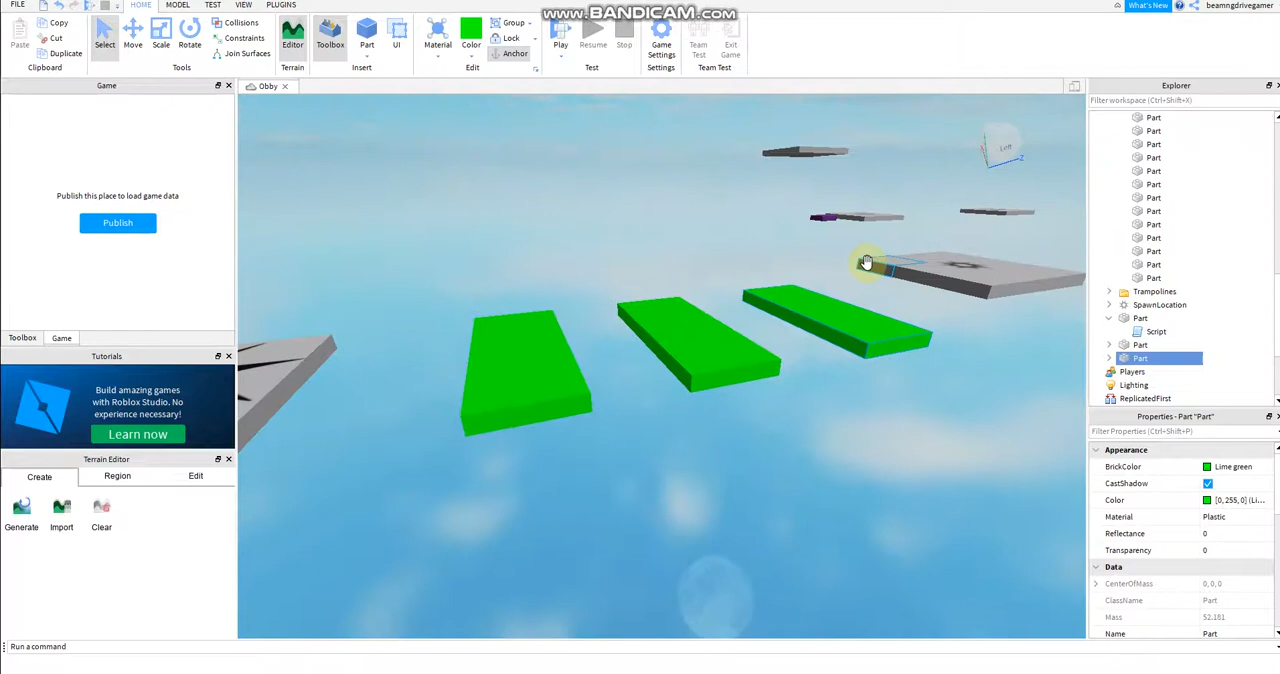 www.BANDICAM.com
FILE HOME MODEL TEST VIEW PLUGINS What's New beamngdrivegamer
Paste Copy Cut Duplicate Clipboard
Select Move Scale Rotate Collisions Constraints Join Surfaces Tools
Editor Terrain
Toolbox Part UI Insert
Material Color Group Lock Anchor Edit
Play Resume Stop Test
Game Settings Settings
Team Test Exit Game Team Test
Game
Publish this place to load game data
Publish
Toolbox Game
Tutorials
Build amazing games
with Roblox Studio. No
experience necessary!
Learn now
Terrain Editor
Create Region Edit
Generate Import Clear
Run a command
Obby
Left
Z
Explorer
Filter workspace (Ctrl+Shift+X)
Part
Part
Part
Part
Part
Part
Part
Part
Part
Part
Part
Part
Part
Trampolines
SpawnLocation
Part
Script
Part
Part
Players
Lighting
ReplicatedFirst
Properties - Part "Part"
Filter Properties (Ctrl+Shift+P)
Appearance
BrickColor Lime green
CastShadow
Color [0, 255, 0] (Li...
Material Plastic
Reflectance 0
Transparency 0
Data
CenterOfMass 0, 0, 0
ClassName Part
Mass 52.181
Name Part